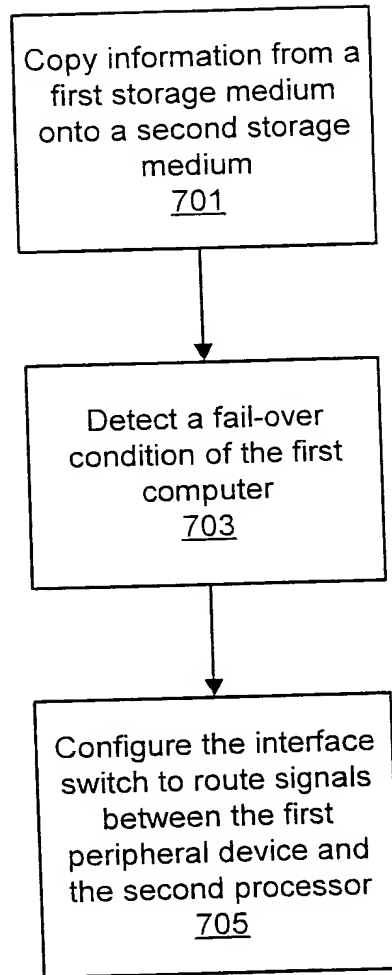 Copy information from a
first storage medium
onto a second storage
medium
701
Detect a fail-over
condition of the first
computer
703
Configure the interface
switch to route signals
between the first
peripheral device and
the second processor
705